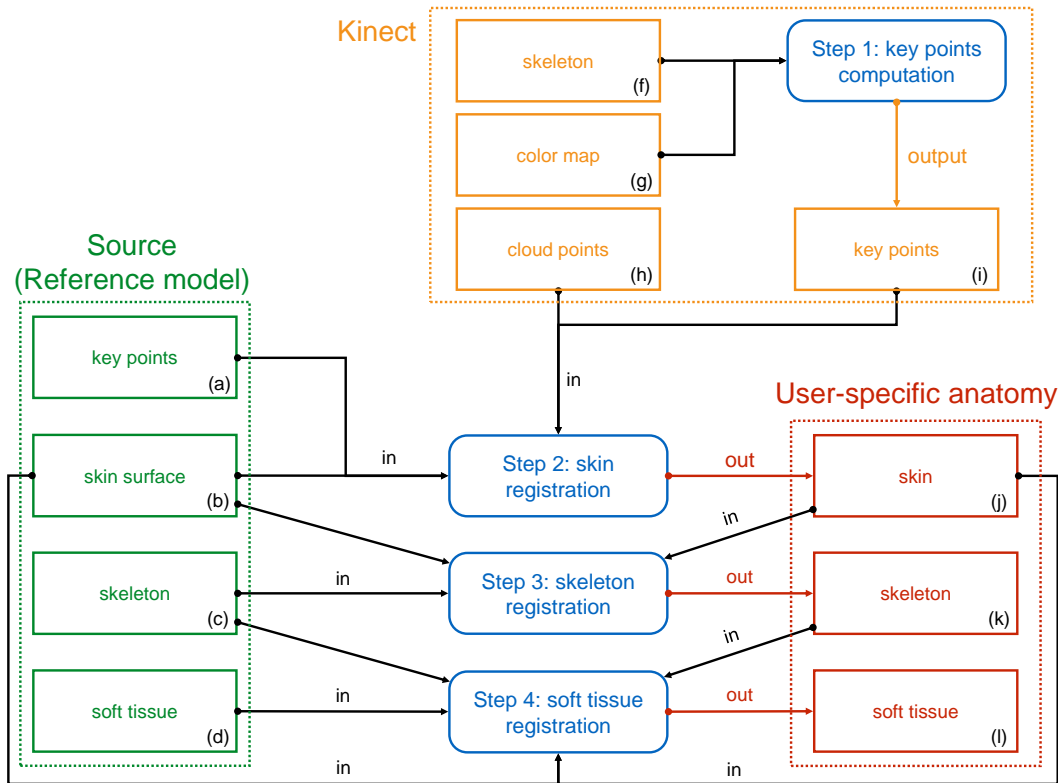 Kinect
skeleton
(f)
Step 1: key points
computation
color map
(g)
output
cloud points
(h)
key points
(i)
Source
(Reference model)
key points
(a)
in
User-specific anatomy
skin surface
(b)
in
Step 2: skin
registration
out
skin
(j)
in
skeleton
(c)
in
Step 3: skeleton
registration
out
skeleton
(k)
in
soft tissue
(d)
in
Step 4: soft tissue
registration
out
soft tissue
(l)
in
in